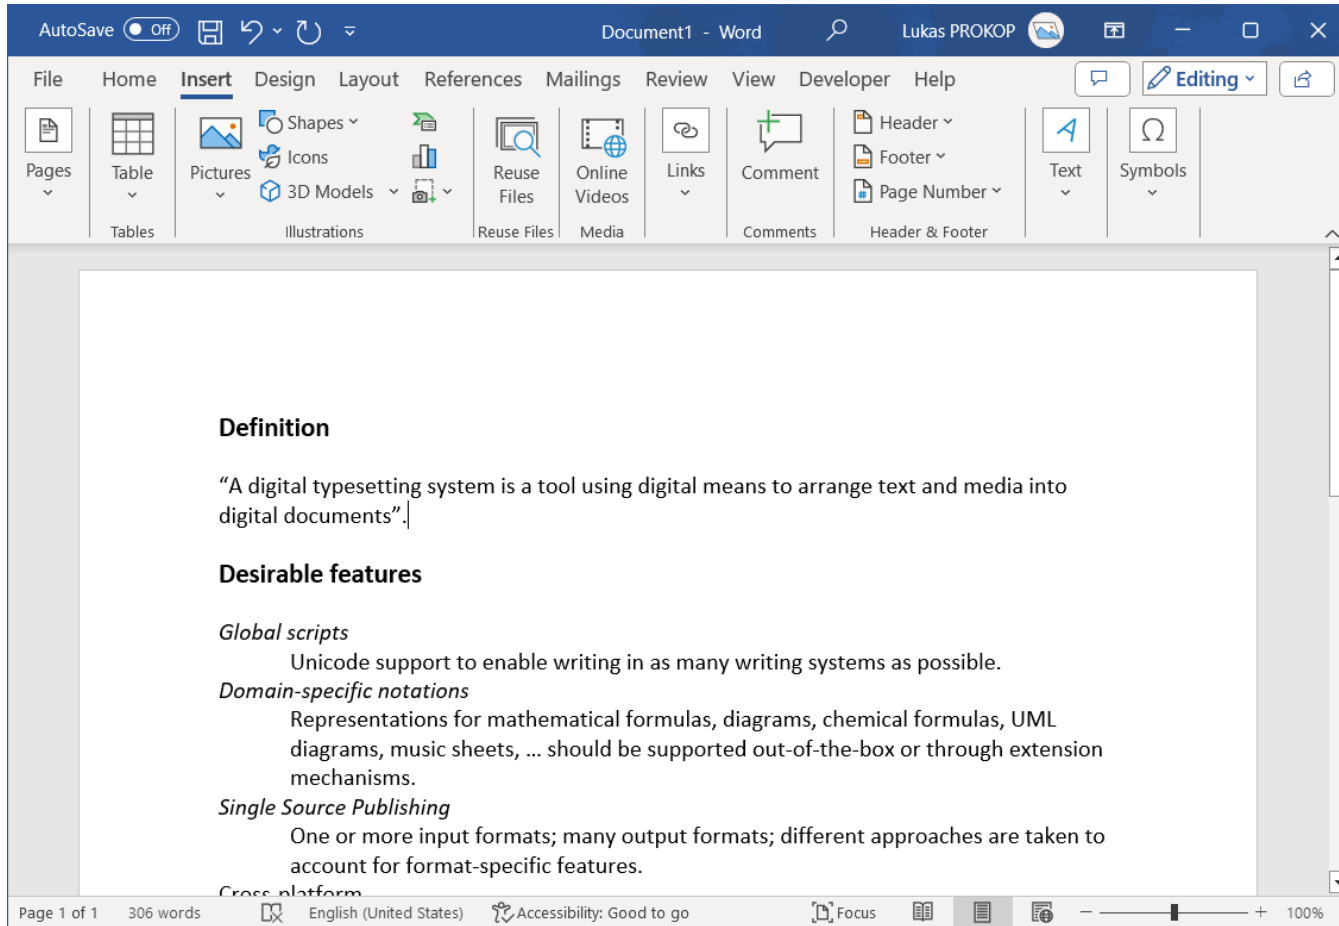 AutoSave Off Document1 - Word Lukas PROKOP
File Home Insert Design Layout References Mailings Review View Developer Help Editing
Pages
Table
Tables
Pictures
Shapes
Icons
3D Models
Illustrations
Reuse
Files
Reuse Files
Online
Videos
Media
Links
Comment
Comments
Header
Footer
Page Number
Header & Footer
Text
Symbols
Definition
“A digital typesetting system is a tool using digital means to arrange text and media into
digital documents”.
Desirable features
Global scripts
Unicode support to enable writing in as many writing systems as possible.
Domain-specific notations
Representations for mathematical formulas, diagrams, chemical formulas, UML
diagrams, music sheets, … should be supported out-of-the-box or through extension
mechanisms.
Single Source Publishing
One or more input formats; many output formats; different approaches are taken to
account for format-specific features.
Cross-platform
Page 1 of 1 306 words English (United States) Accessibility: Good to go Focus 100%